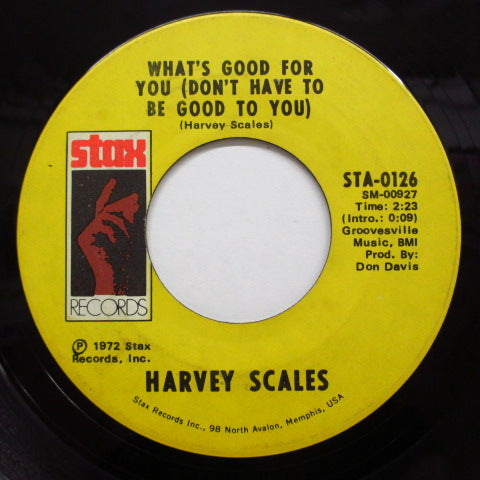 WHAT'S GOOD FOR
YOU (DON'T HAVE TO
BE GOOD TO YOU)
(Harvey Scales)
stax
RECORDS
STA-0126
SM-00927
Time: 2:23
(Intro.: 0:09)
Groovesville
Music, BMI
Prod. By:
Don Davis
℗ 1972 Stax
Records, Inc.
HARVEY SCALES
Stax Records Inc., 98 North Avalon, Memphis, USA